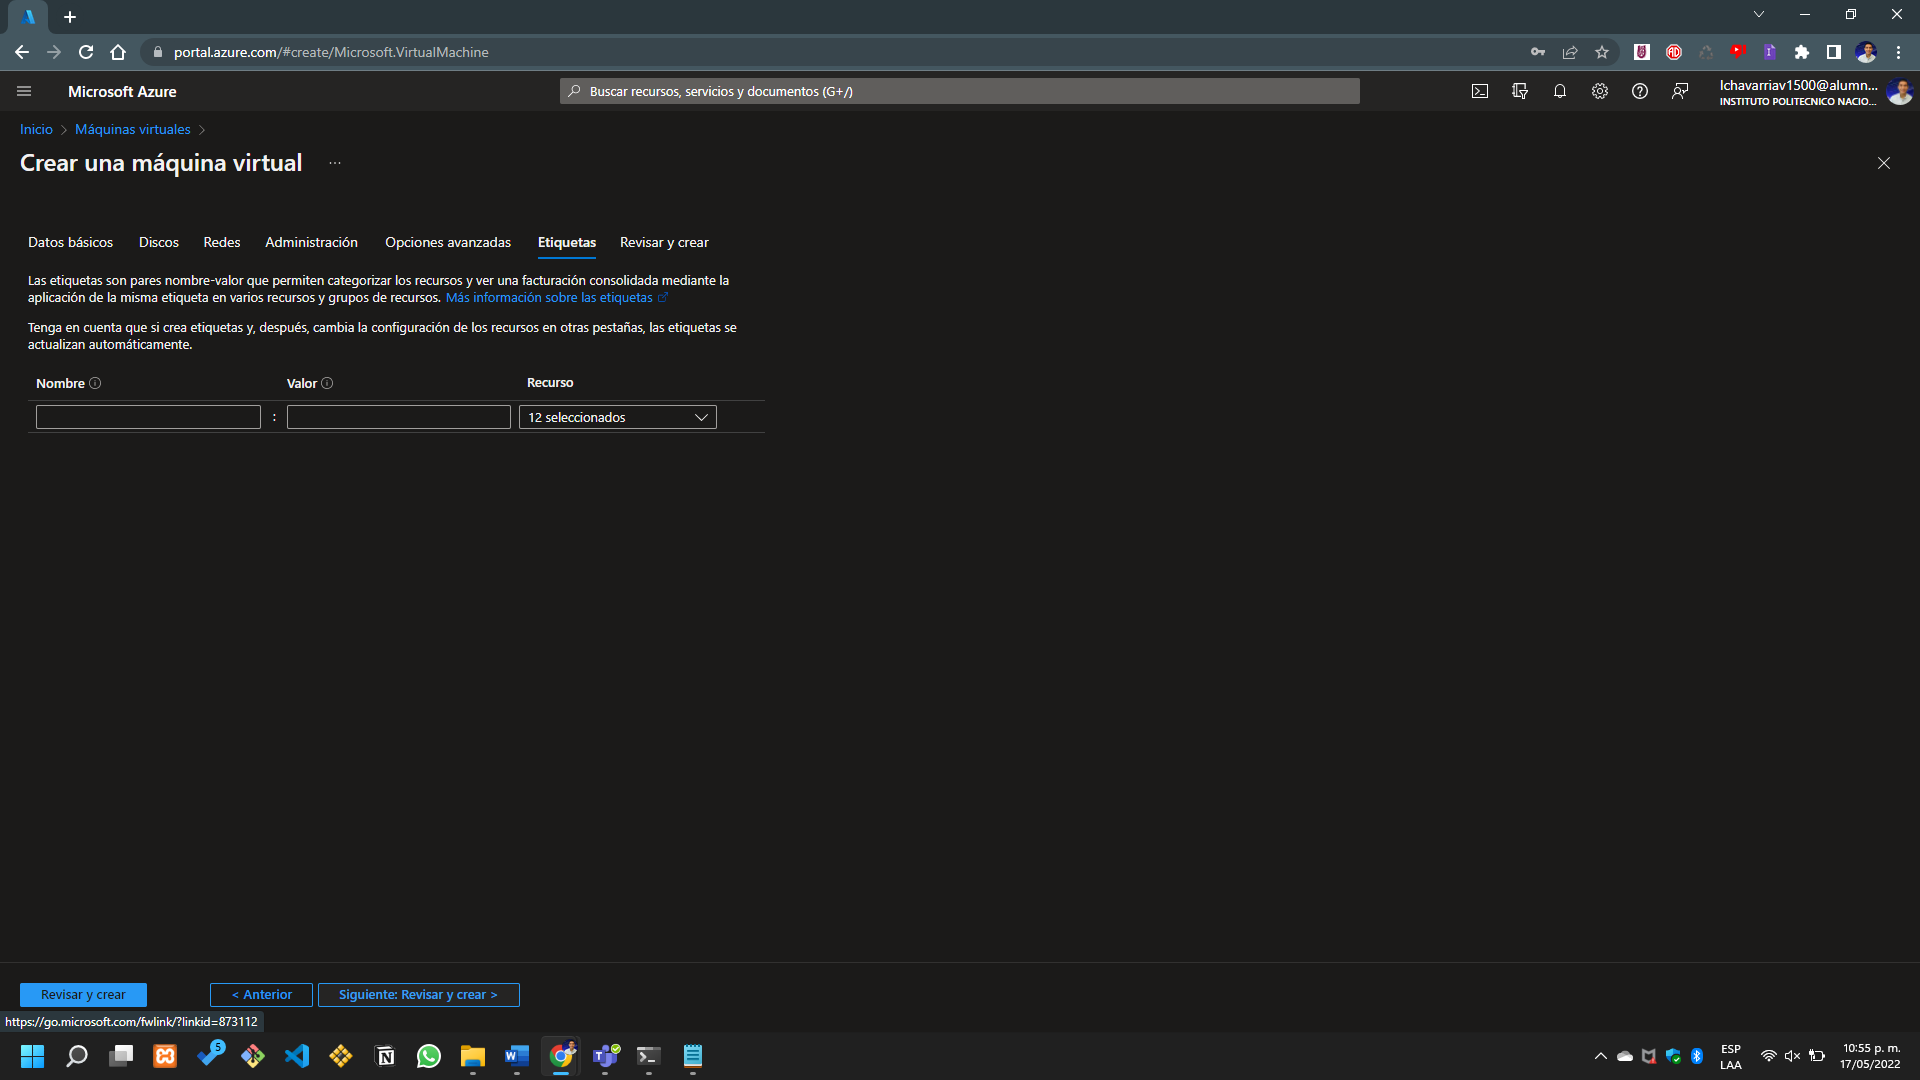 portal.azure.com/#create/Microsoft.VirtualMachine
Microsoft Azure
Buscar recursos, servicios y documentos (G+/)
lchavarriav1500@alumn...
INSTITUTO POLITECNICO NACIO...
Inicio > Máquinas virtuales >
Crear una máquina virtual ...
Datos básicos Discos Redes Administración Opciones avanzadas Etiquetas Revisar y crear
Las etiquetas son pares nombre-valor que permiten categorizar los recursos y ver una facturación consolidada mediante la
aplicación de la misma etiqueta en varios recursos y grupos de recursos. Más información sobre las etiquetas
Tenga en cuenta que si crea etiquetas y, después, cambia la configuración de los recursos en otras pestañas, las etiquetas se
actualizan automáticamente.
Nombre Valor Recurso
: 12 seleccionados
Revisar y crear < Anterior Siguiente: Revisar y crear >
https://go.microsoft.com/fwlink/?linkid=873112
5
ESP
LAA
10:55 p. m.
17/05/2022